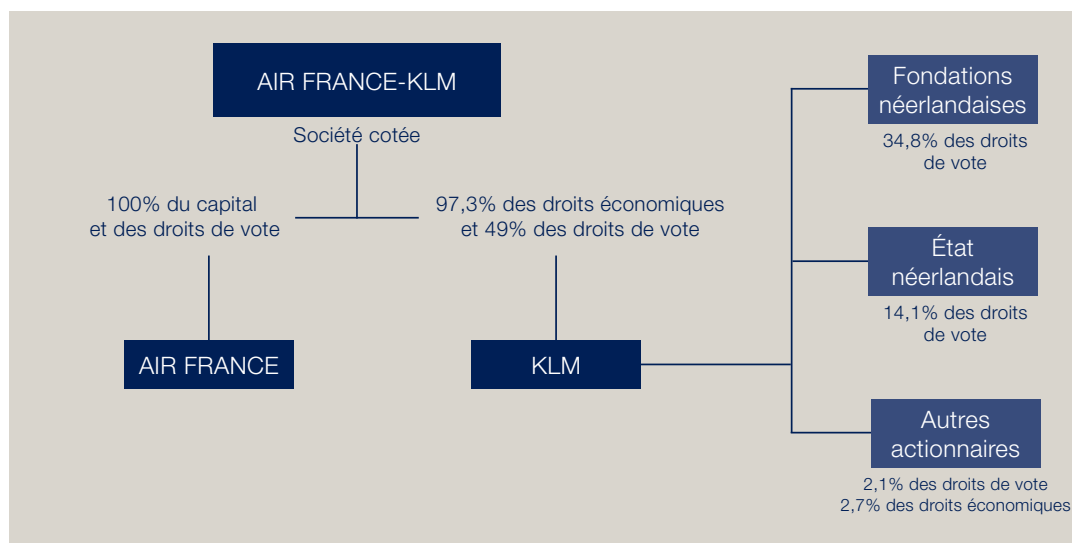 AIR FRANCE-KLM
Société cotée
100% du capital
et des droits de vote
97,3% des droits économiques
et 49% des droits de vote
AIR FRANCE
KLM
Fondations
néerlandaises
34,8% des droits
de vote
État
néerlandais
14,1% des droits
de vote
Autres
actionnaires
2,1% des droits de vote
2,7% des droits économiques